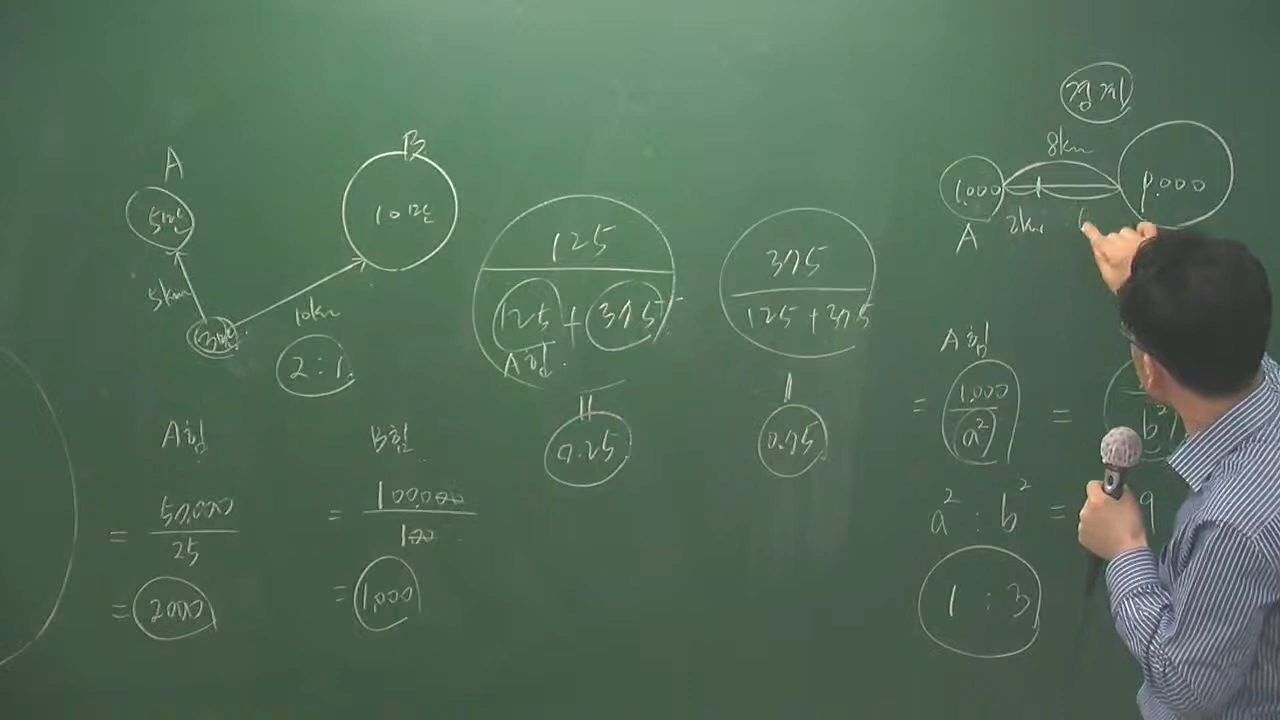 A
5만
5km
B
10만
10km
3만
2 : 1
A힘
= 50,000
25
= 2000
B힘
= 100,000
100
= 1,000
125
125 + 375
A힘
=
0.25
375
125 + 375
=
0.75
경계
8km
1,000
2km
A
A힘
= 1,000
a²
=
b²
a² : b² =
9
1 : 3